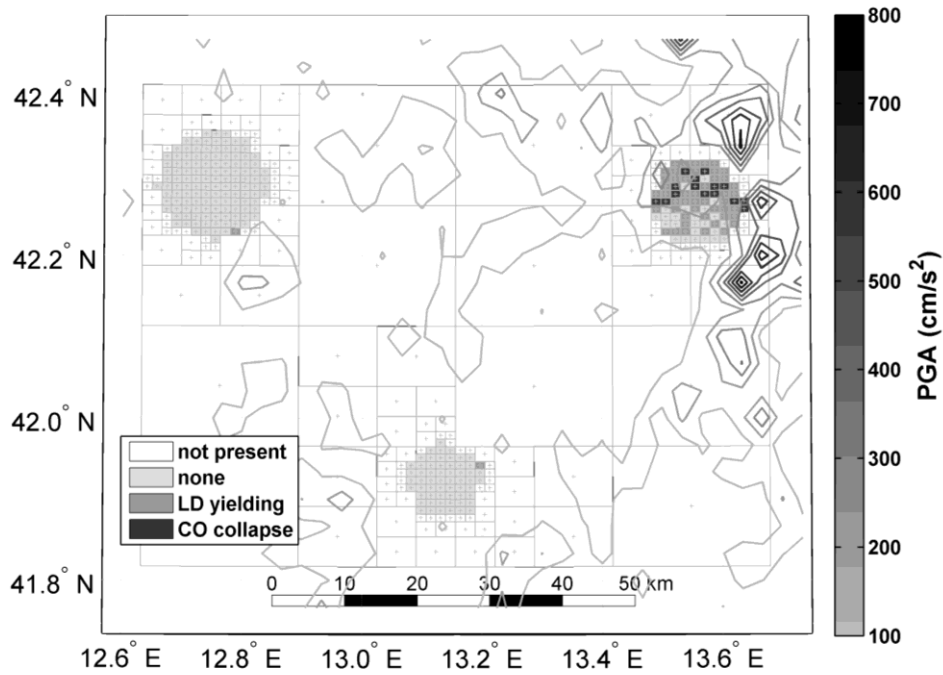 800
700
600
500
400
300
200
100
PGA (cm/s²)
42.4° N
42.2° N
42.0° N
41.8° N
not present
none
LD yielding
CO collapse
0 10 20 30 40 50 km
12.6° E 12.8° E 13.0° E 13.2° E 13.4° E 13.6° E